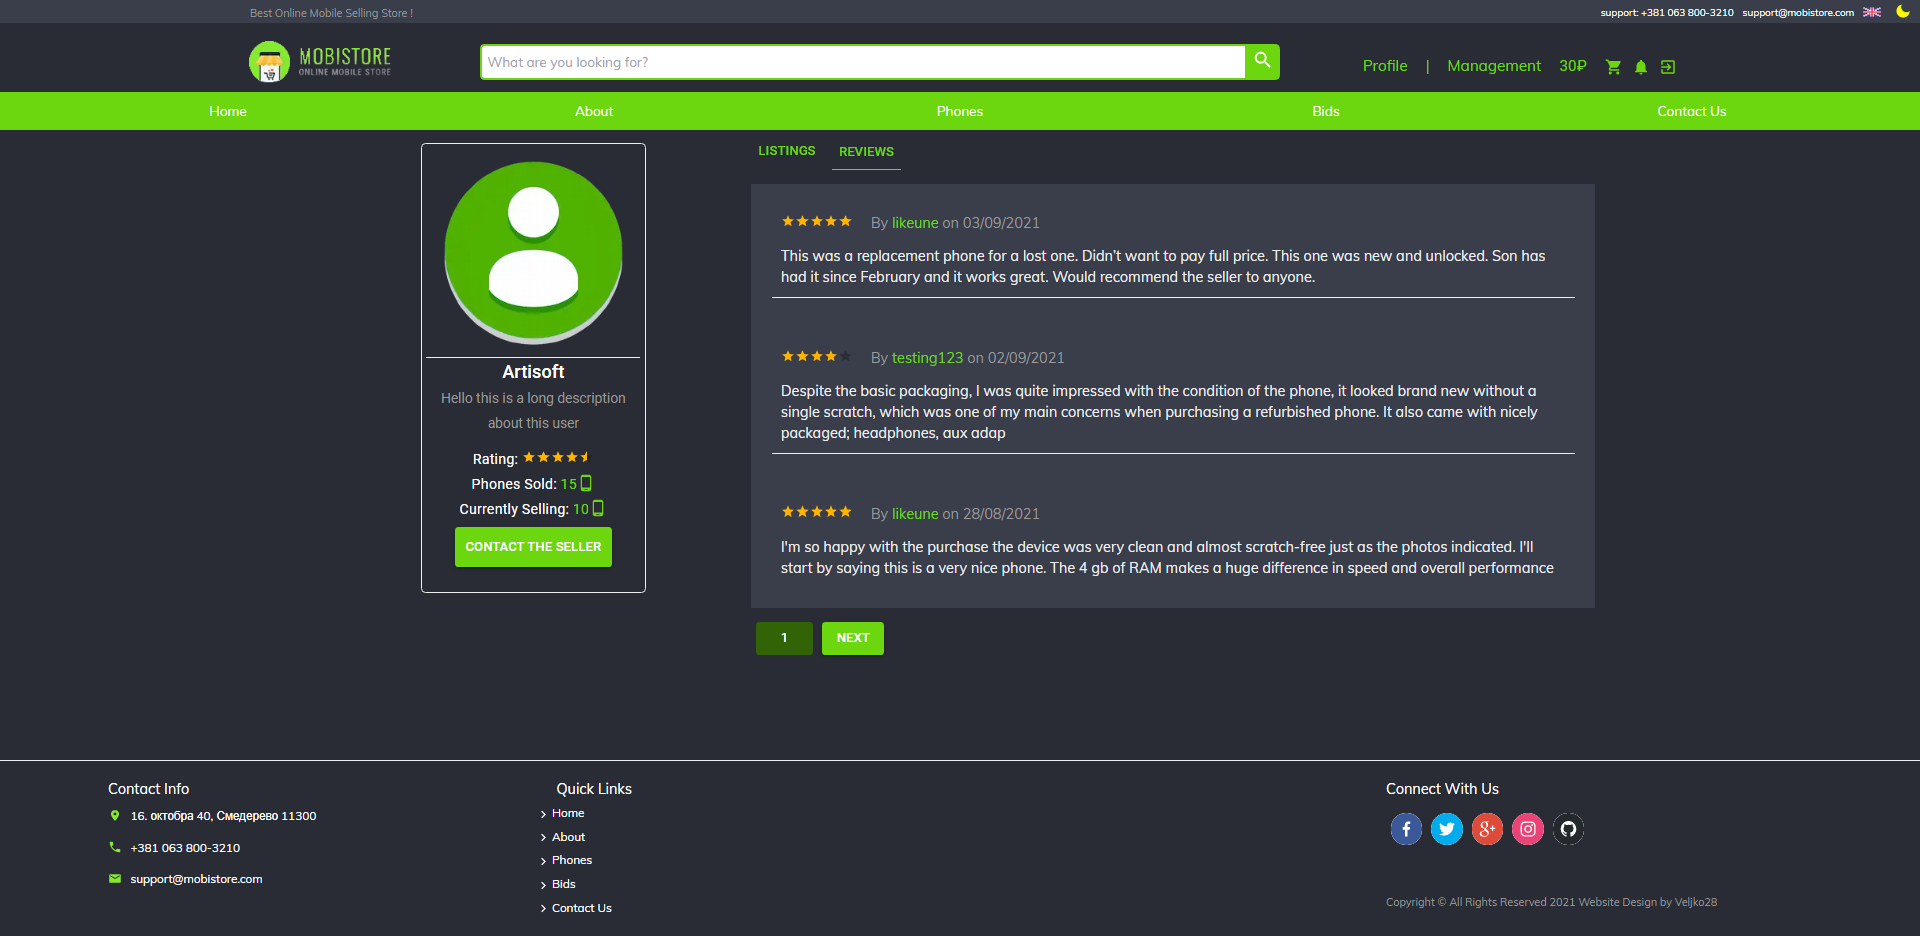 Best Online Mobile Selling Store !
support: +381 063 800-3210 support@mobistore.com
MOBISTORE
ONLINE MOBILE STORE
What are you looking for?
Profile | Management 30₽
Home About Phones Bids Contact Us
Artisoft
Hello this is a long description
about this user
Rating:
Phones Sold: 15
Currently Selling: 10
CONTACT THE SELLER
LISTINGS REVIEWS
By likeune on 03/09/2021
This was a replacement phone for a lost one. Didn't want to pay full price. This one was new and unlocked. Son has
had it since February and it works great. Would recommend the seller to anyone.
By testing123 on 02/09/2021
Despite the basic packaging, I was quite impressed with the condition of the phone, it looked brand new without a
single scratch, which was one of my main concerns when purchasing a refurbished phone. It also came with nicely
packaged; headphones, aux adap
By likeune on 28/08/2021
I'm so happy with the purchase the device was very clean and almost scratch-free just as the photos indicated. I'll
start by saying this is a very nice phone. The 4 gb of RAM makes a huge difference in speed and overall performance
1 NEXT
Contact Info
16. октобра 40, Смедерево 11300
+381 063 800-3210
support@mobistore.com
Quick Links
Home
About
Phones
Bids
Contact Us
Connect With Us
Copyright © All Rights Reserved 2021 Website Design by Veljko28